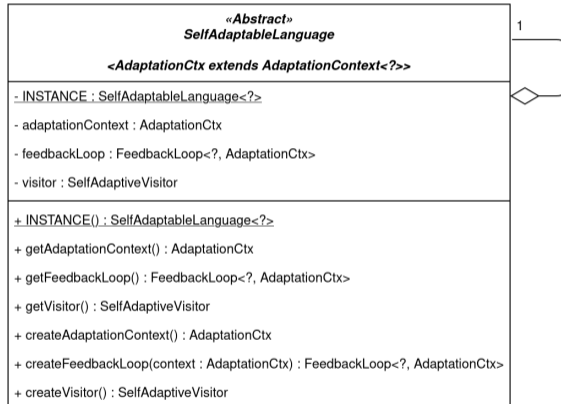 «Abstract»
SelfAdaptableLanguage
1
<AdaptationCtx extends AdaptationContext<?>>
- INSTANCE : SelfAdaptableLanguage<?>
- adaptationContext : AdaptationCtx
- feedbackLoop : FeedbackLoop<?, AdaptationCtx>
- visitor : SelfAdaptiveVisitor
+ INSTANCE() : SelfAdaptableLanguage<?>
+ getAdaptationContext() : AdaptationCtx
+ getFeedbackLoop() : FeedbackLoop<?, AdaptationCtx>
+ getVisitor() : SelfAdaptiveVisitor
+ createAdaptationContext() : AdaptationCtx
+ createFeedbackLoop(context : AdaptationCtx) : FeedbackLoop<?, AdaptationCtx>
+ createVisitor() : SelfAdaptiveVisitor